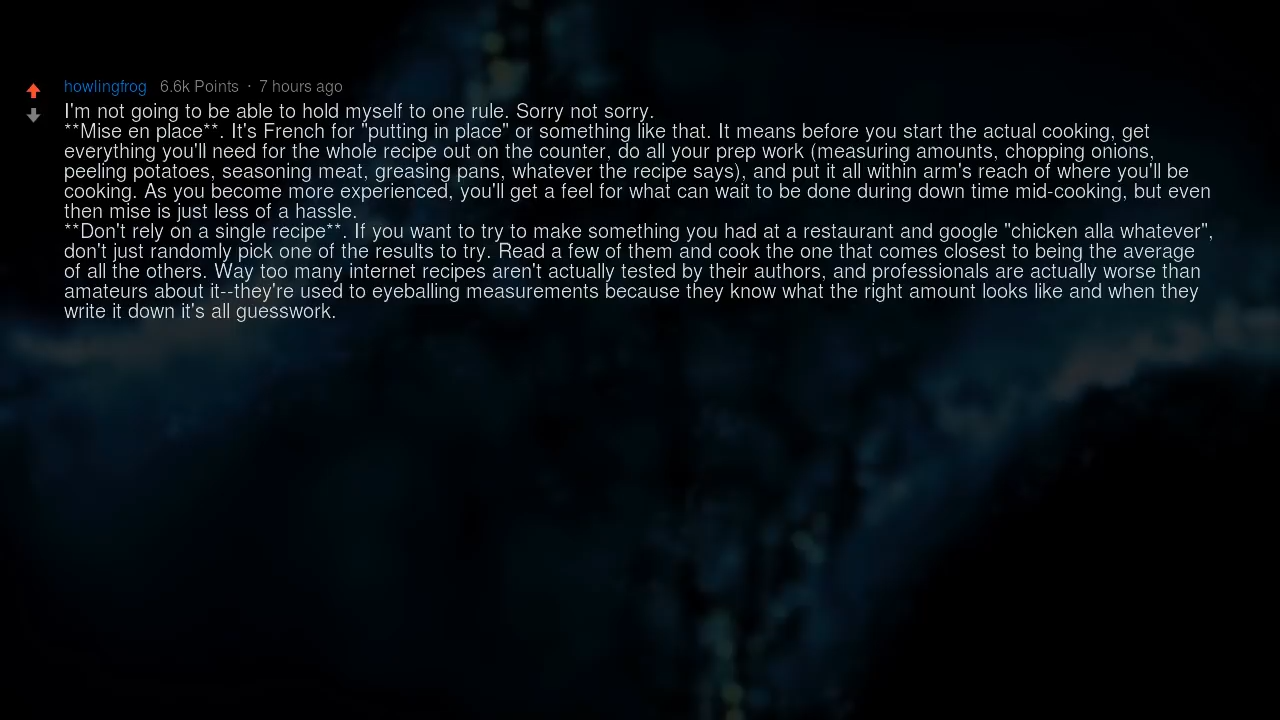 howlingfrog 6.6k Points · 7 hours ago
I'm not going to be able to hold myself to one rule. Sorry not sorry.
**Mise en place**. It's French for "putting in place" or something like that. It means before you start the actual cooking, get
everything you'll need for the whole recipe out on the counter, do all your prep work (measuring amounts, chopping onions,
peeling potatoes, seasoning meat, greasing pans, whatever the recipe says), and put it all within arm's reach of where you'll be
cooking. As you become more experienced, you'll get a feel for what can wait to be done during down time mid-cooking, but even
then mise is just less of a hassle.
**Don't rely on a single recipe**. If you want to try to make something you had at a restaurant and google "chicken alla whatever",
don't just randomly pick one of the results to try. Read a few of them and cook the one that comes closest to being the average
of all the others. Way too many internet recipes aren't actually tested by their authors, and professionals are actually worse than
amateurs about it--they're used to eyeballing measurements because they know what the right amount looks like and when they
write it down it's all guesswork.